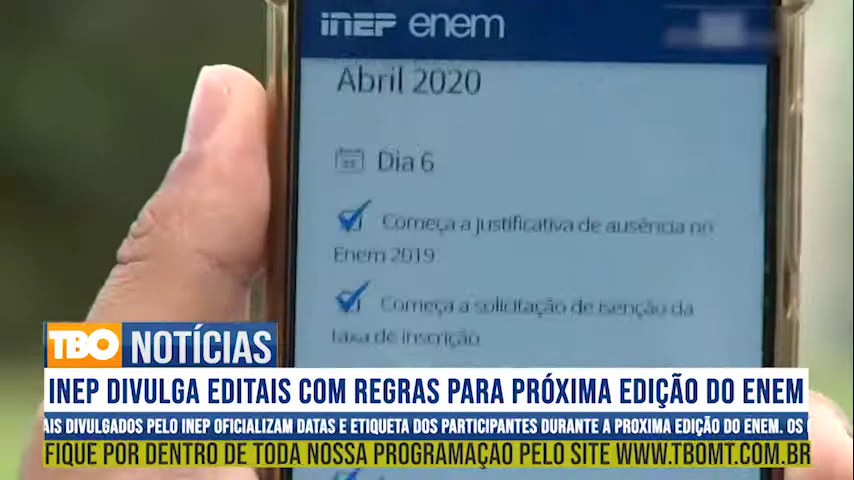 inep enem
Abril 2020
Dia 6
Começa a justificativa de ausência no
Enem 2019
Começa a solicitação de isenção da
taxa de inscrição
TBO NOTÍCIAS
INEP DIVULGA EDITAIS COM REGRAS PARA PRÓXIMA EDIÇÃO DO ENEM
AIS DIVULGADOS PELO INEP OFICIALIZAM DATAS E ETIQUETA DOS PARTICIPANTES DURANTE A PROXIMA EDIÇÃO DO ENEM. OS
FIQUE POR DENTRO DE TODA NOSSA PROGRAMAÇAO PELO SITE WWW.TBOMT.COM.BR